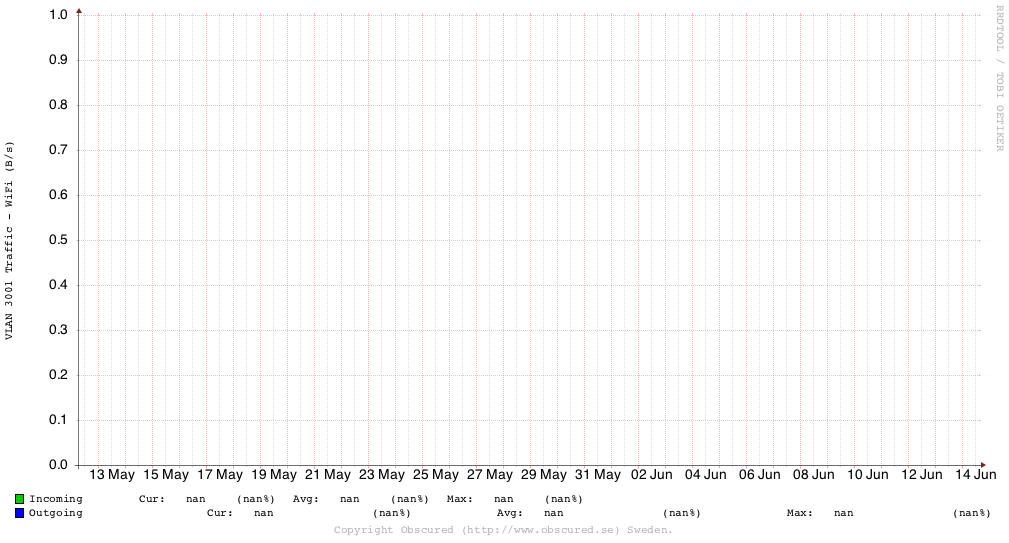 RRDTOOL / TOBI OETIKER
VLAN 3001 Traffic - WiFi (B/s)
1.0
0.9
0.8
0.7
0.6
0.5
0.4
0.3
0.2
0.1
0.0
13 May 15 May 17 May 19 May 21 May 23 May 25 May 27 May 29 May 31 May 02 Jun 04 Jun 06 Jun 08 Jun 10 Jun 12 Jun 14 Jun
Incoming Cur: nan (nan%) Avg: nan (nan%) Max: nan (nan%)
Outgoing Cur: nan (nan%) Avg: nan (nan%) Max: nan (nan%)
Copyright Obscured (http://www.obscured.se) Sweden.